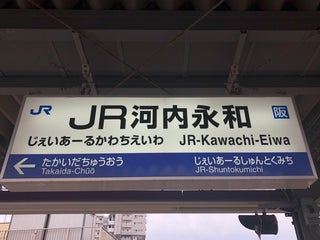 JR
JR河内永和
阪
じぇいあーるかわちえいわ JR-Kawachi-Eiwa
たかいだちゅうおう じぇいあーるしゅんとくみち
Takaida-Chūō JR-Shuntokumichi